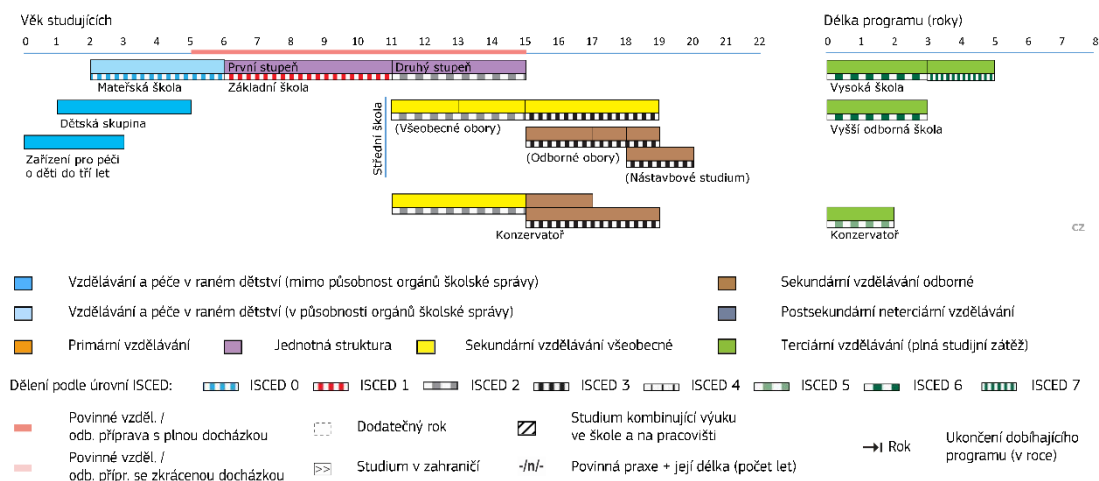 Věk studujících
Délka programu (roky)
0 1 2 3 4 5 6 7 8 9 10 11 12 13 14 15 16 17 18 19 20 21 22
0 1 2 3 4 5 6 7 8
První stupeň
Druhý stupeň
Mateřská škola
Základní škola
Vysoká škola
Dětská skupina
Střední škola
(Všeobecné obory)
Vyšší odborná škola
Zařízení pro péči
o děti do tří let
(Odborné obory)
(Nástavbové studium)
Konzervatoř
Konzervatoř
CZ
Vzdělávání a péče v raném dětství (mimo působnost orgánů školské správy)
Sekundární vzdělávání odborné
Vzdělávání a péče v raném dětství (v působnosti orgánů školské správy)
Postsekundární neterciární vzdělávání
Primární vzdělávání
Jednotná struktura
Sekundární vzdělávání všeobecné
Terciární vzdělávání (plná studijní zátěž)
Dělení podle úrovní ISCED:
ISCED 0
ISCED 1
ISCED 2
ISCED 3
ISCED 4
ISCED 5
ISCED 6
ISCED 7
Povinné vzděl. /
odb. příprava s plnou docházkou
Dodatečný rok
Studium kombinující výuku
ve škole a na pracovišti
Rok
Ukončení dobíhajícího
programu (v roce)
Povinné vzděl. /
odb. přípr. se zkrácenou docházkou
>> Studium v zahraničí
-/n/- Povinná praxe + její délka (počet let)